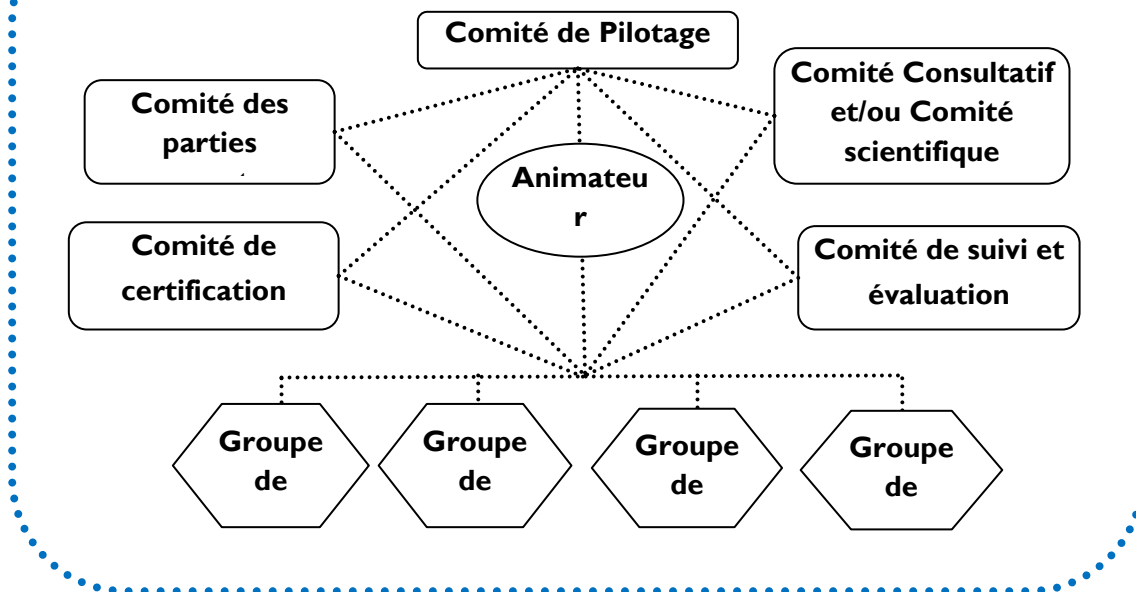 Comité de Pilotage
Comité des
parties
Comité Consultatif
et/ou Comité
scientifique
Animateu
r
Comité de
certification
Comité de suivi et
évaluation
Groupe
de
Groupe
de
Groupe
de
Groupe
de